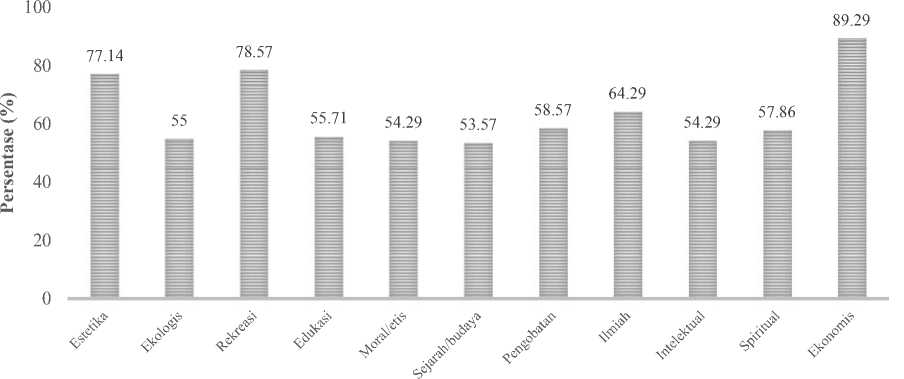 Persentase (%)
100
80
60
40
20
0
77.14
55
78.57
55.71
54.29
53.57
58.57
64.29
54.29
57.86
89.29
Estetika
Ekologis
Rekreasi
Edukasi
Moral/etis
Sejarah/budaya
Pengobatan
Ilmiah
Intelektual
Spiritual
Ekonomis